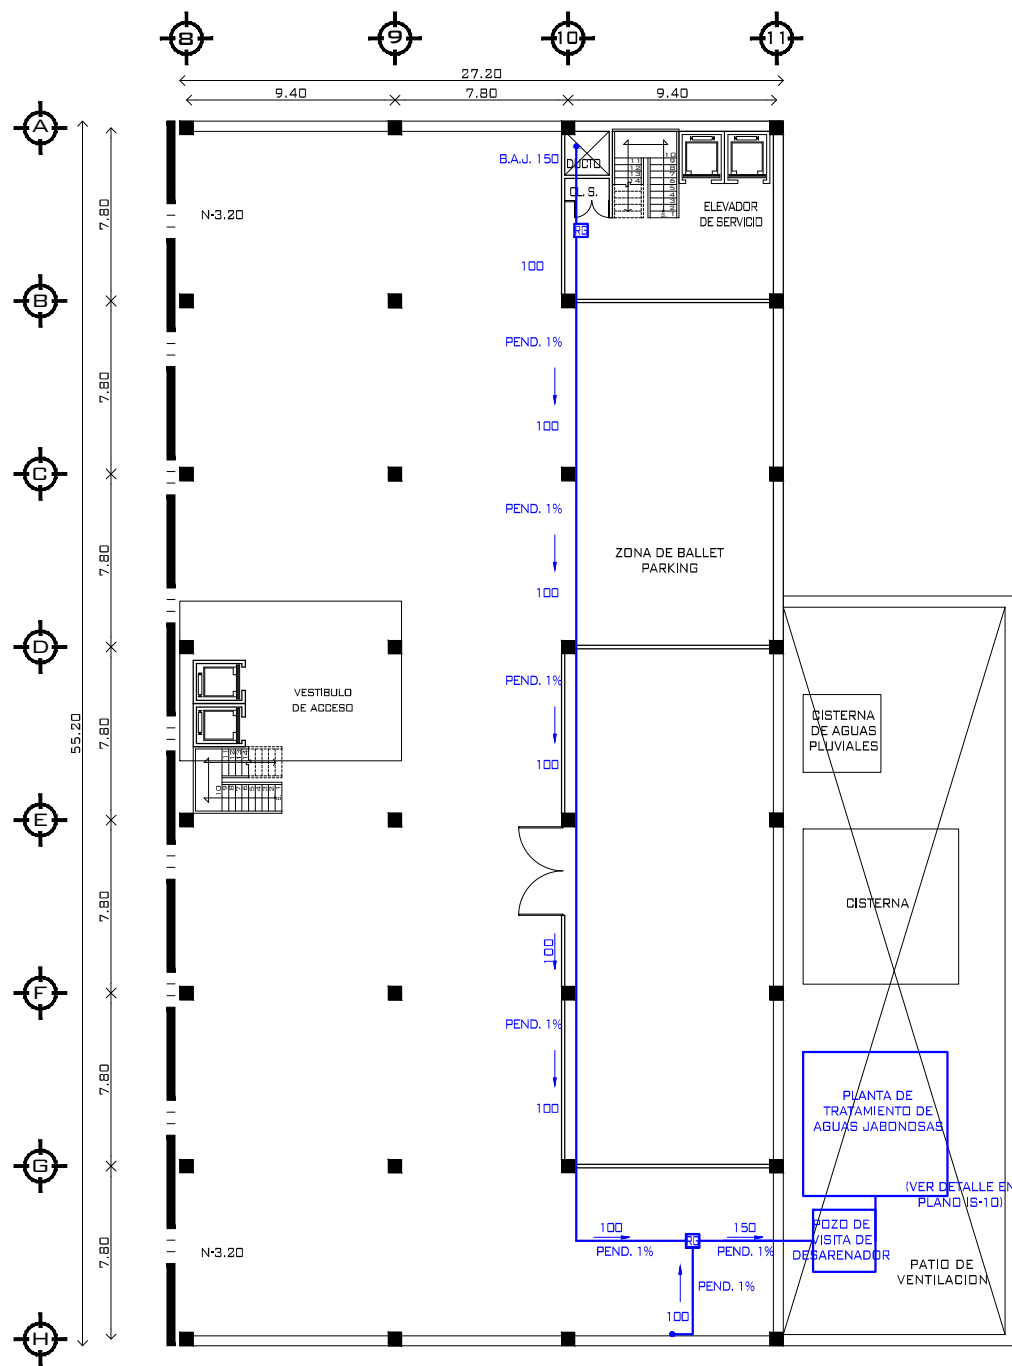 8
9
10
11
27.20
9.40
7.80
9.40
A
B.A.J. 150
DUCTO
CL. S.
ELEVADOR
DE SERVICIO
7.80
N-3.20
RG
100
B
PEND. 1%
7.80
100
C
PEND. 1%
ZONA DE BALLET
PARKING
7.80
100
D
PEND. 1%
VESTÍBULO
DE ACCESO
CISTERNA
DE AGUAS
PLUVIALES
55.20
7.80
100
E
CISTERNA
7.80
100
F
PEND. 1%
7.80
100
PLANTA DE
TRATAMIENTO DE
AGUAS JABONOSAS
G
(VER DETALLE EN
PLANO IS-10)
100
RG
150
POZO DE
VISITA DE
DESARENADOR
7.80
N-3.20
PEND. 1%
PEND. 1%
PATIO DE
VENTILACION
PEND. 1%
100
H